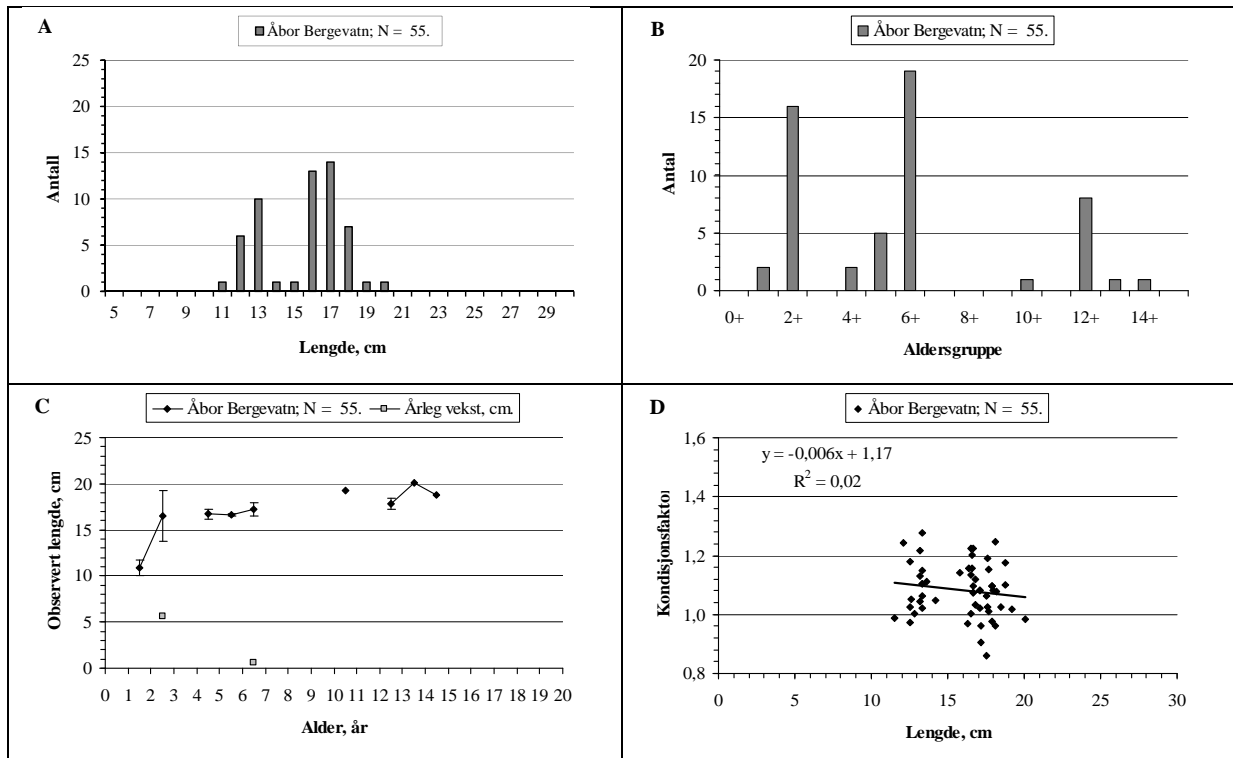 A
Åbor Bergevatn; N = 55.
25
20
15
10
5
0
Antall
5 7 9 11 13 15 17 19 21 23 25 27 29
Lengde, cm
B
Åbor Bergevatn; N = 55.
20
15
10
5
0
Antal
0+ 2+ 4+ 6+ 8+ 10+ 12+ 14+
Aldersgruppe
C
Åbor Bergevatn; N = 55. Årleg vekst, cm.
25
20
15
10
5
0
Observert lengde, cm
0 1 2 3 4 5 6 7 8 9 10 11 12 13 14 15 16 17 18 19 20
Alder, år
D
Åbor Bergevatn; N = 55.
y = -0,006x + 1,17
R² = 0,02
1,6
1,4
1,2
1,0
0,8
Kondisjonsfaktor
0 5 10 15 20 25 30
Lengde, cm